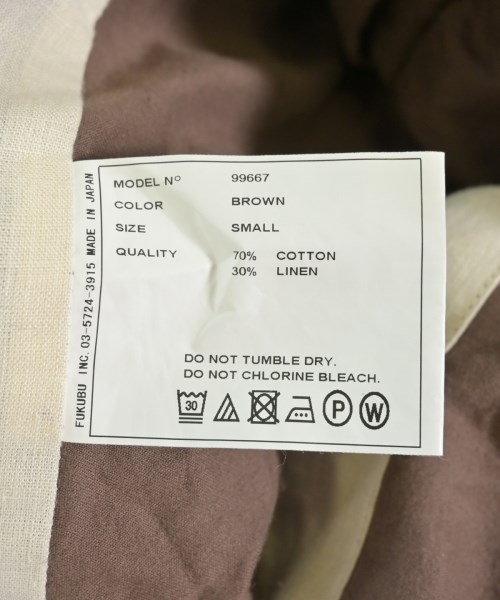 MODEL Nº 99667
COLOR BROWN
SIZE SMALL
QUALITY 70% COTTON
30% LINEN
DO NOT TUMBLE DRY.
DO NOT CHLORINE BLEACH.
30 P W
FUKUBU INC.03-5724-3915 MADE IN JAPAN